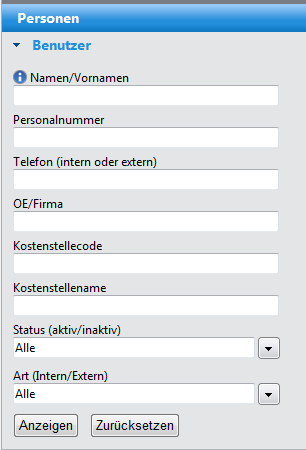 Personen
Benutzer
Namen/Vornamen
Personalnummer
Telefon (intern oder extern)
OE/Firma
Kostenstellecode
Kostenstellename
Status (aktiv/inaktiv)
Alle
Art (Intern/Extern)
Alle
Anzeigen Zurücksetzen